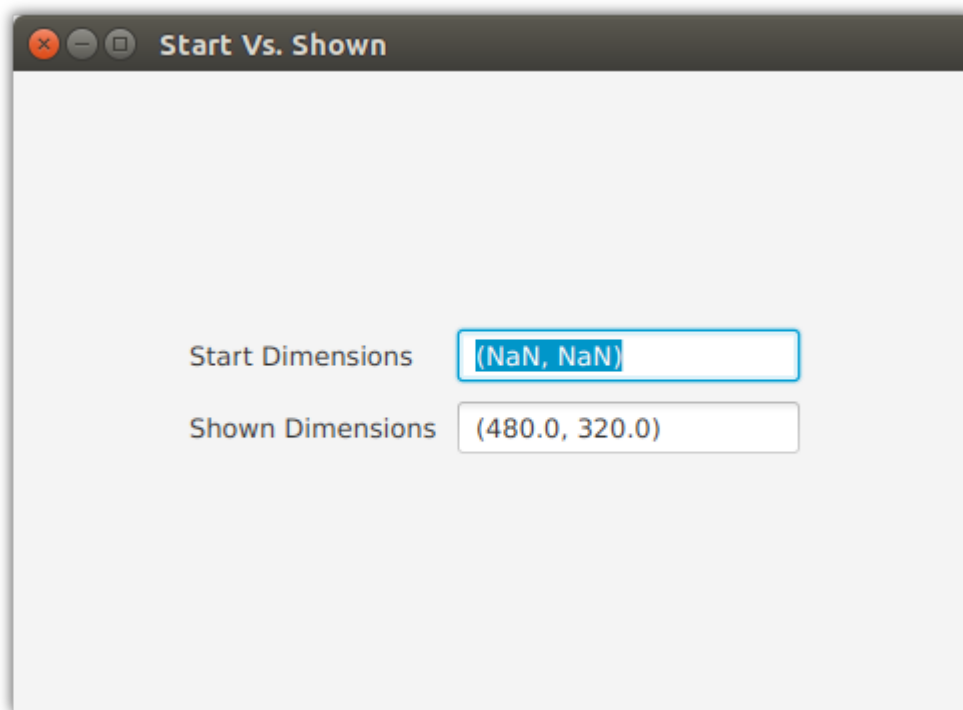 Start Vs. Shown
Start Dimensions (NaN, NaN)
Shown Dimensions (480.0, 320.0)